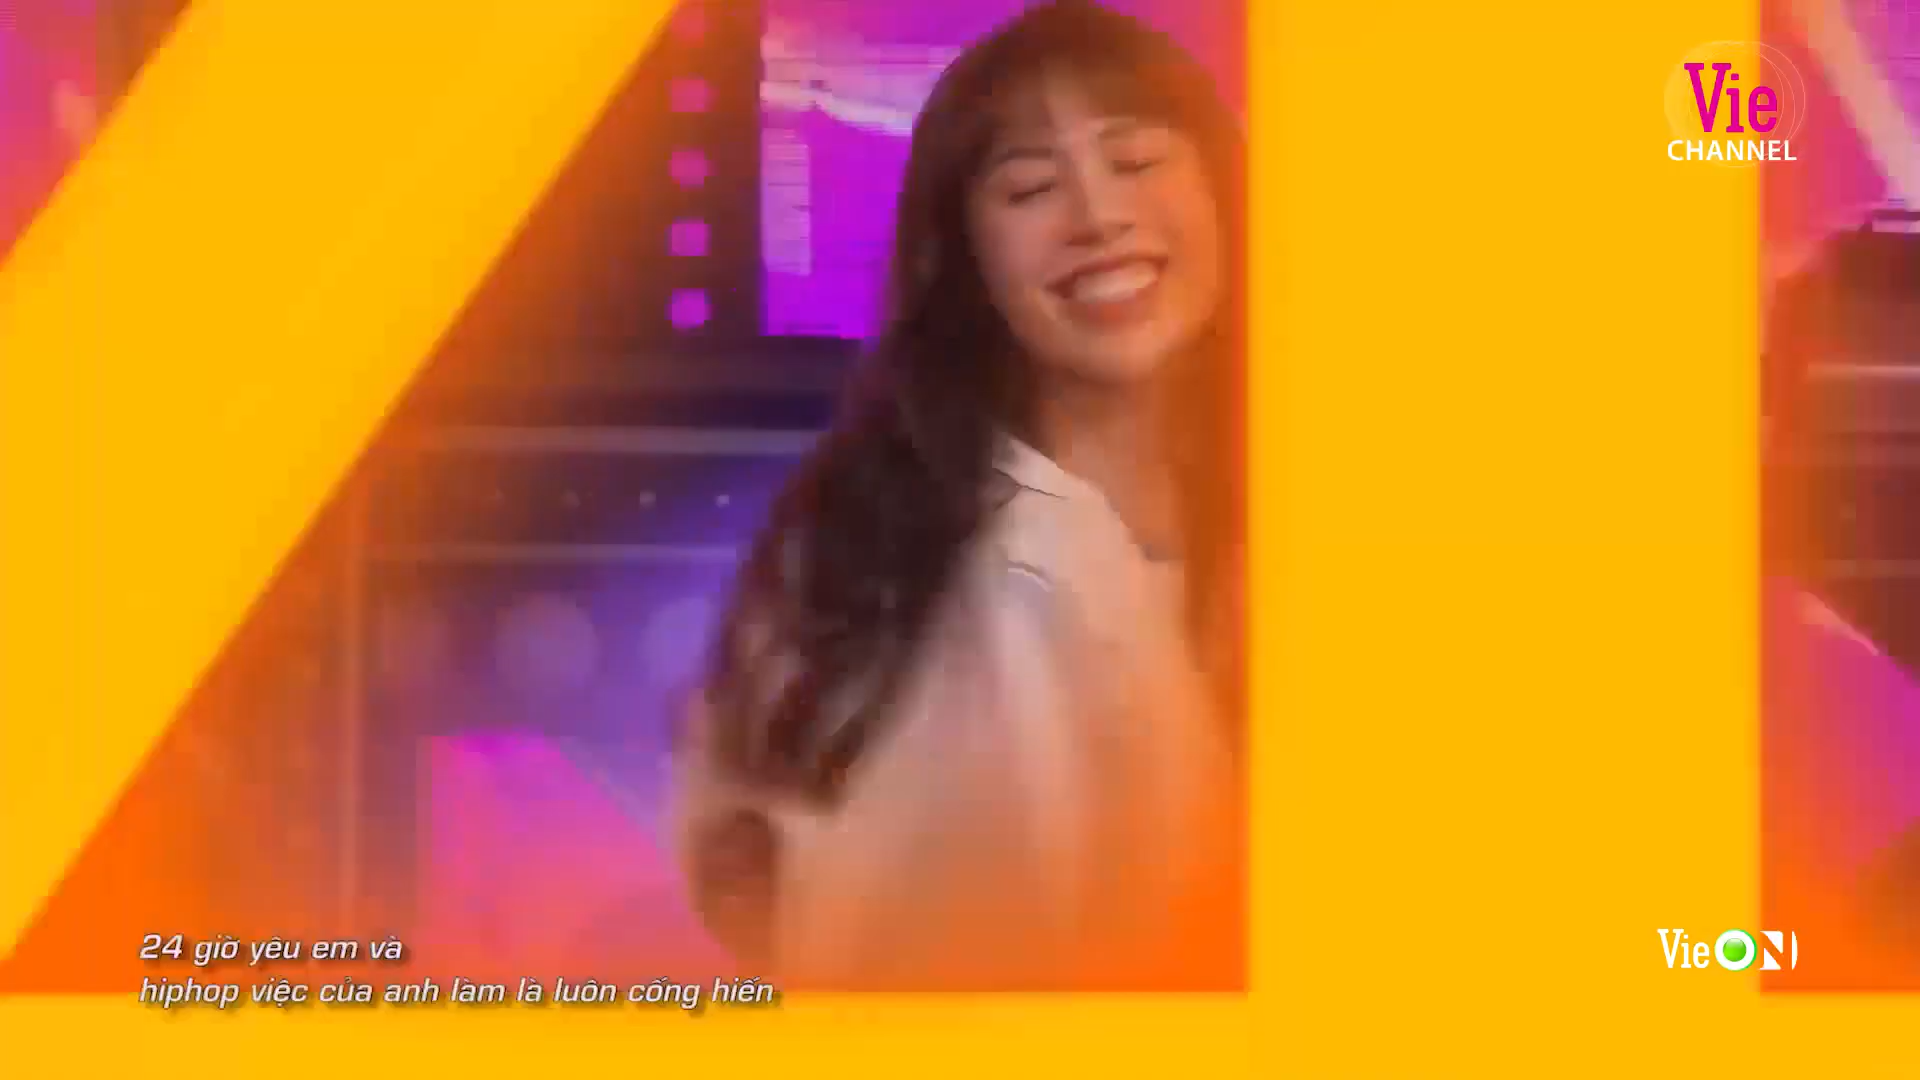 Vie
CHANNEL
24 giờ yêu em và
hiphop việc của anh làm là luôn cống hiến
VieON